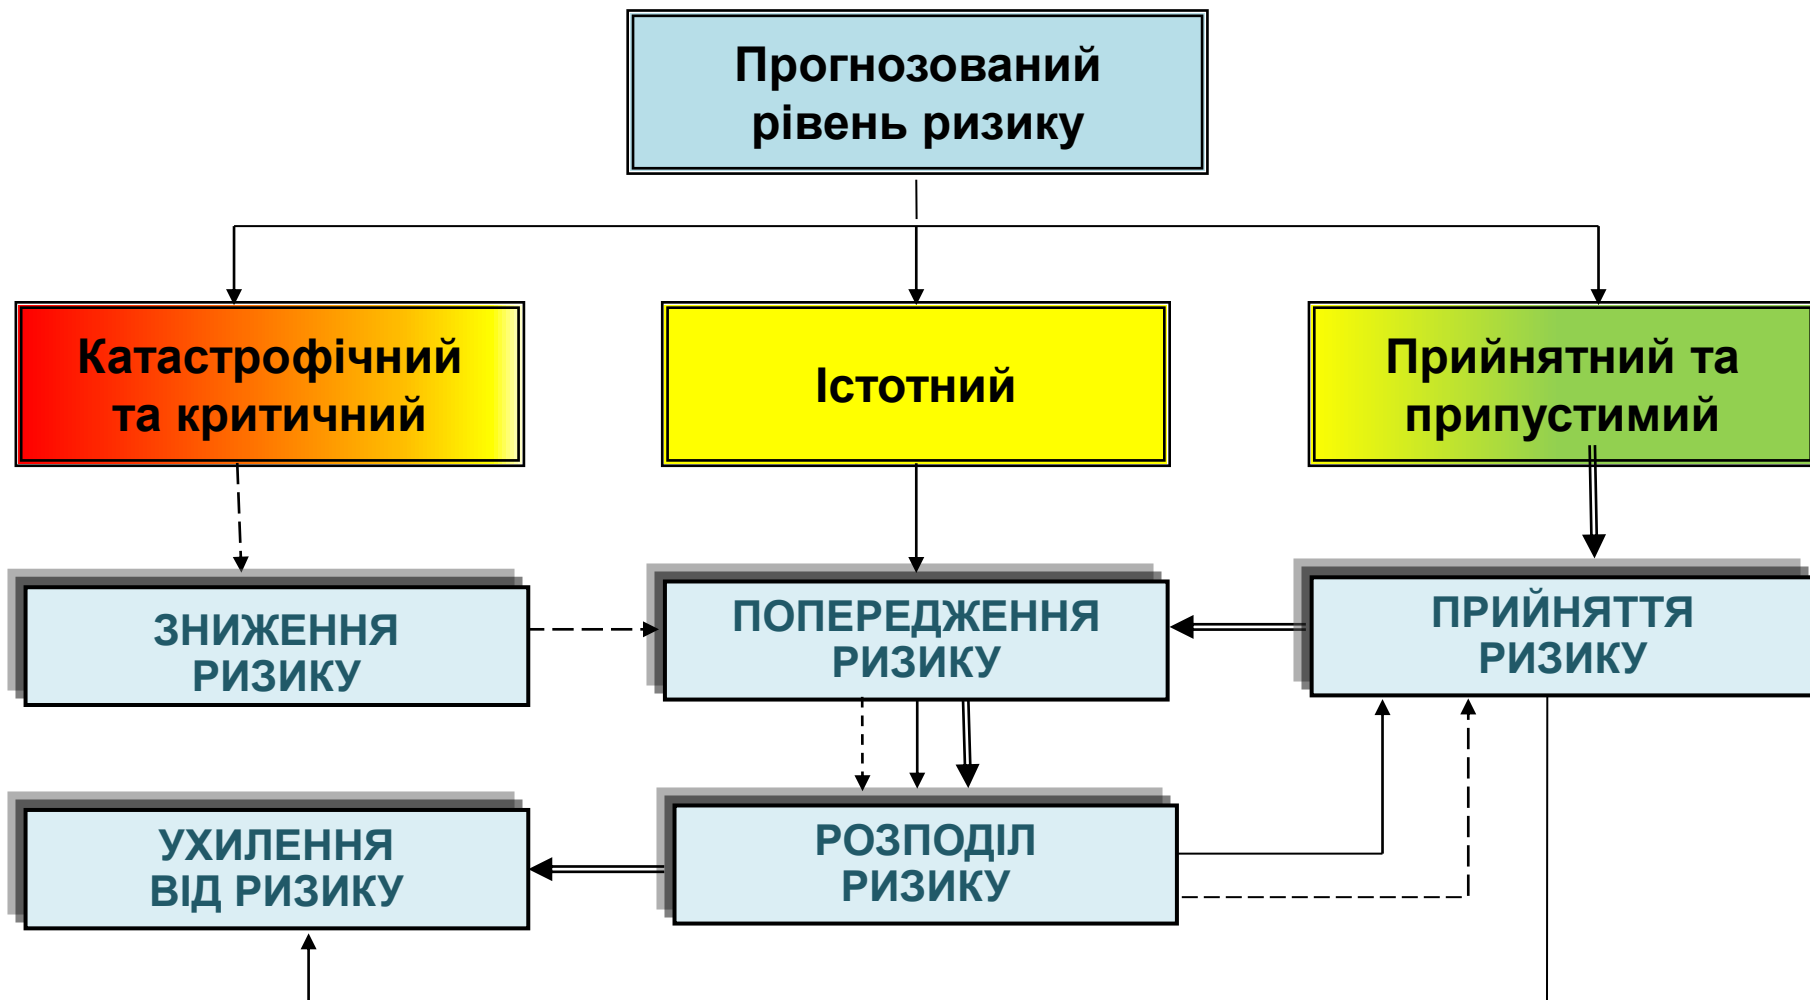 Прогнозований
рівень ризику
Катастрофічний
та критичний
Істотний
Прийнятний та
припустимий
ЗНИЖЕННЯ
РИЗИКУ
ПОПЕРЕДЖЕННЯ
РИЗИКУ
ПРИЙНЯТТЯ
РИЗИКУ
УХИЛЕННЯ
ВІД РИЗИКУ
РОЗПОДІЛ
РИЗИКУ